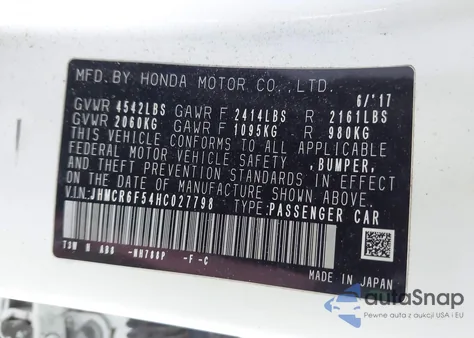 MFD.BY HONDA MOTOR CO.,LTD.
6/'17
GVWR 4542LBS GAWR F 2414LBS R 2161LBS
GVWR 2060KG GAWR F 1095KG R 980KG
THIS VEHICLE CONFORMS TO ALL APPLICABLE
FEDERAL MOTOR VEHICLE SAFETY ,BUMPER,
AND THEFT PREVENTION STANDARDS IN
EFFECT ON THE DATE OF MANUFACTURE SHOWN ABOVE.
VIN:JHMCR6F54HC027798 TYPE:PASSENGER CAR
-NH788P -F -C
MADE IN JAPAN
autoSnap
Pewne auta z USA i EU